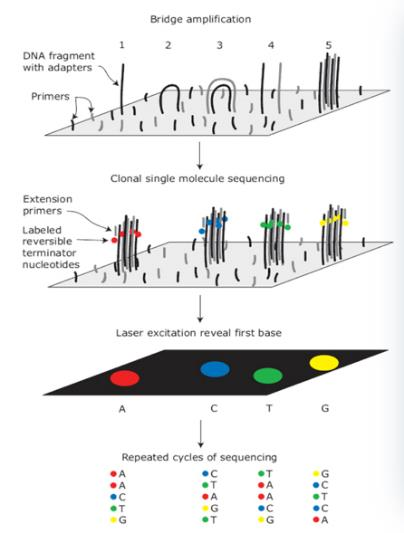 Bridge amplification
1 2 3 4 5
DNA fragment
with adapters
Primers
Clonal single molecule sequencing
Extension
primers
Labeled
reversible
terminator
nucleotides
Laser excitation reveal first base
A C T G
Repeated cycles of sequencing
A C T G
A T A C
C A A T
T G C C
G T G A